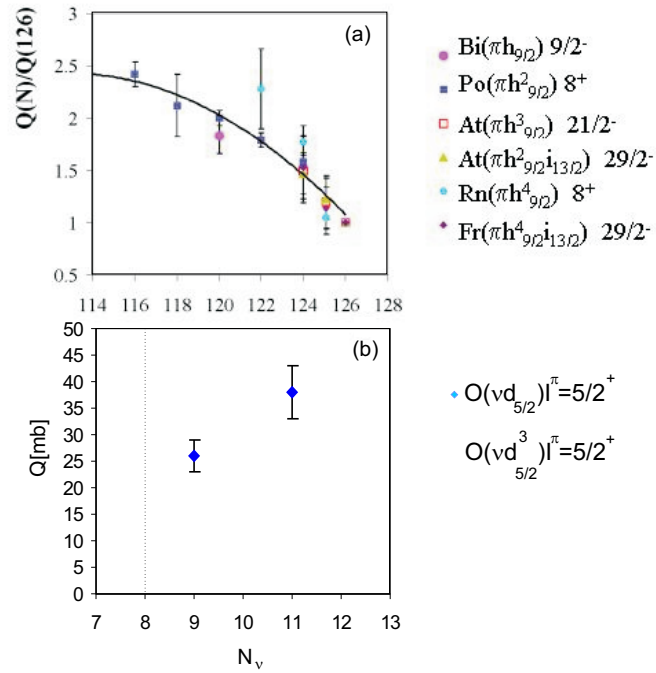 (a)
Q(N)/Q(126)
3
2.5
2
1.5
1
0.5
114 116 118 120 122 124 126 128
Bi(πh9/2) 9/2-
Po(πh²9/2) 8+
At(πh³9/2) 21/2-
At(πh²9/2i13/2) 29/2-
Rn(πh⁴9/2) 8+
Fr(πh⁴9/2i13/2) 29/2-
(b)
Q[mb]
50
45
40
35
30
25
20
15
10
5
0
7 8 9 10 11 12 13
Nν
O(νd5/2)Iπ=5/2+
O(νd³5/2)Iπ=5/2+